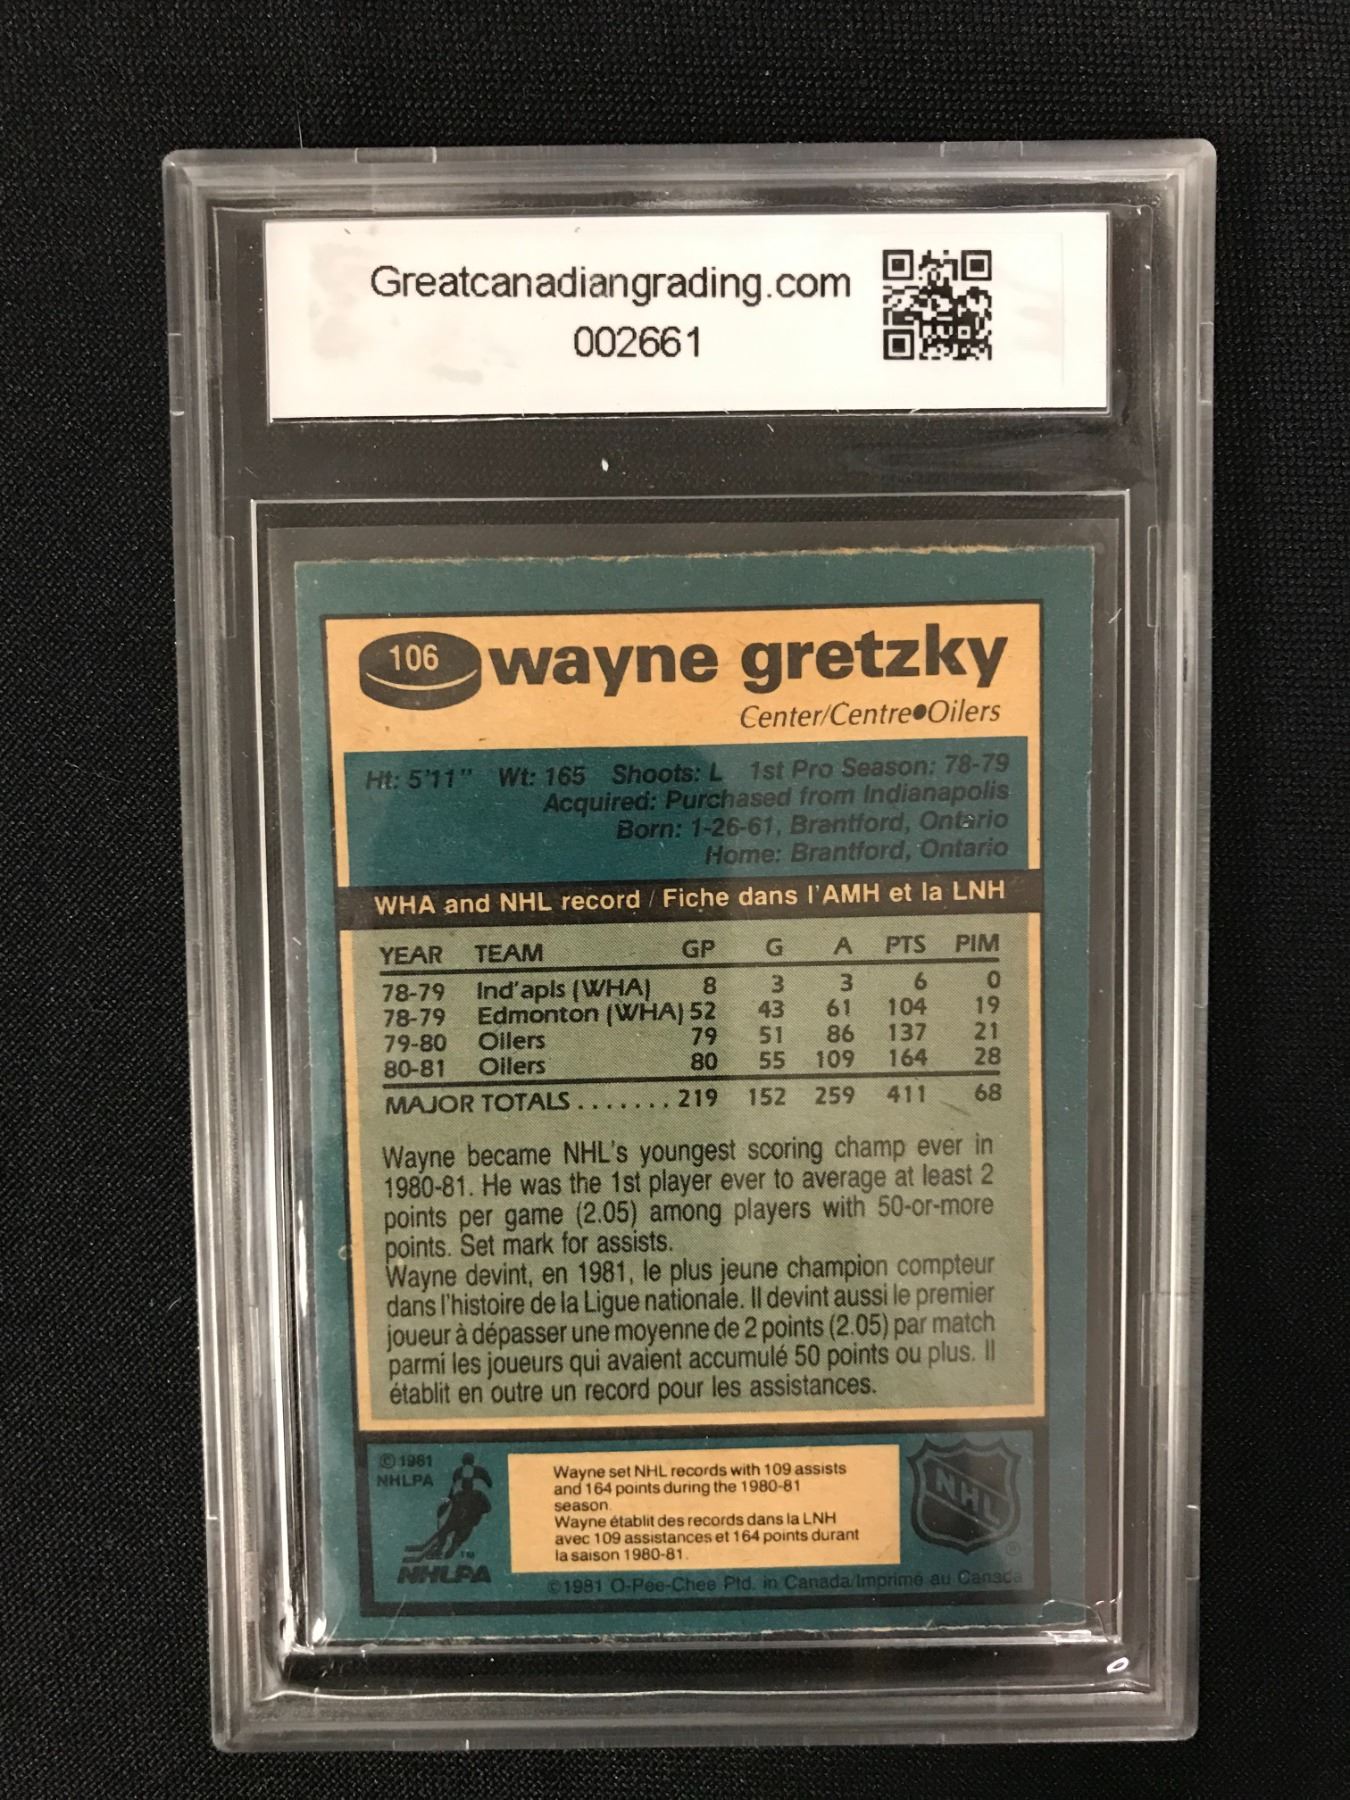 Greatcanadiangrading.com
002661
106
wayne gretzky
Center/Centre●Oilers
Ht: 5'11" Wt: 165 Shoots: L 1st Pro Season: 78-79
Acquired: Purchased from Indianapolis
Born: 1-26-61, Brantford, Ontario
Home: Brantford, Ontario
WHA and NHL record / Fiche dans l'AMH et la LNH
YEAR TEAM GP G A PTS PIM
78-79 Ind'apls (WHA) 8 3 3 6 0
78-79 Edmonton (WHA) 52 43 61 104 19
79-80 Oilers 79 51 86 137 21
80-81 Oilers 80 55 109 164 28
MAJOR TOTALS ....... 219 152 259 411 68
Wayne became NHL's youngest scoring champ ever in
1980-81. He was the 1st player ever to average at least 2
points per game (2.05) among players with 50-or-more
points. Set mark for assists.
Wayne devint, en 1981, le plus jeune champion compteur
dans l'histoire de la Ligue nationale. Il devint aussi le premier
joueur à dépasser une moyenne de 2 points (2.05) par match
parmi les joueurs qui avaient accumulé 50 points ou plus. Il
établit en outre un record pour les assistances.
© 1981
NHLPA
NHLPA
TM
Wayne set NHL records with 109 assists
and 164 points during the 1980-81
season.
Wayne établit des records dans la LNH
avec 109 assistances et 164 points durant
la saison 1980-81.
NHL
®
© 1981 O-Pee-Chee Ptd. in Canada/Imprimé au Canada